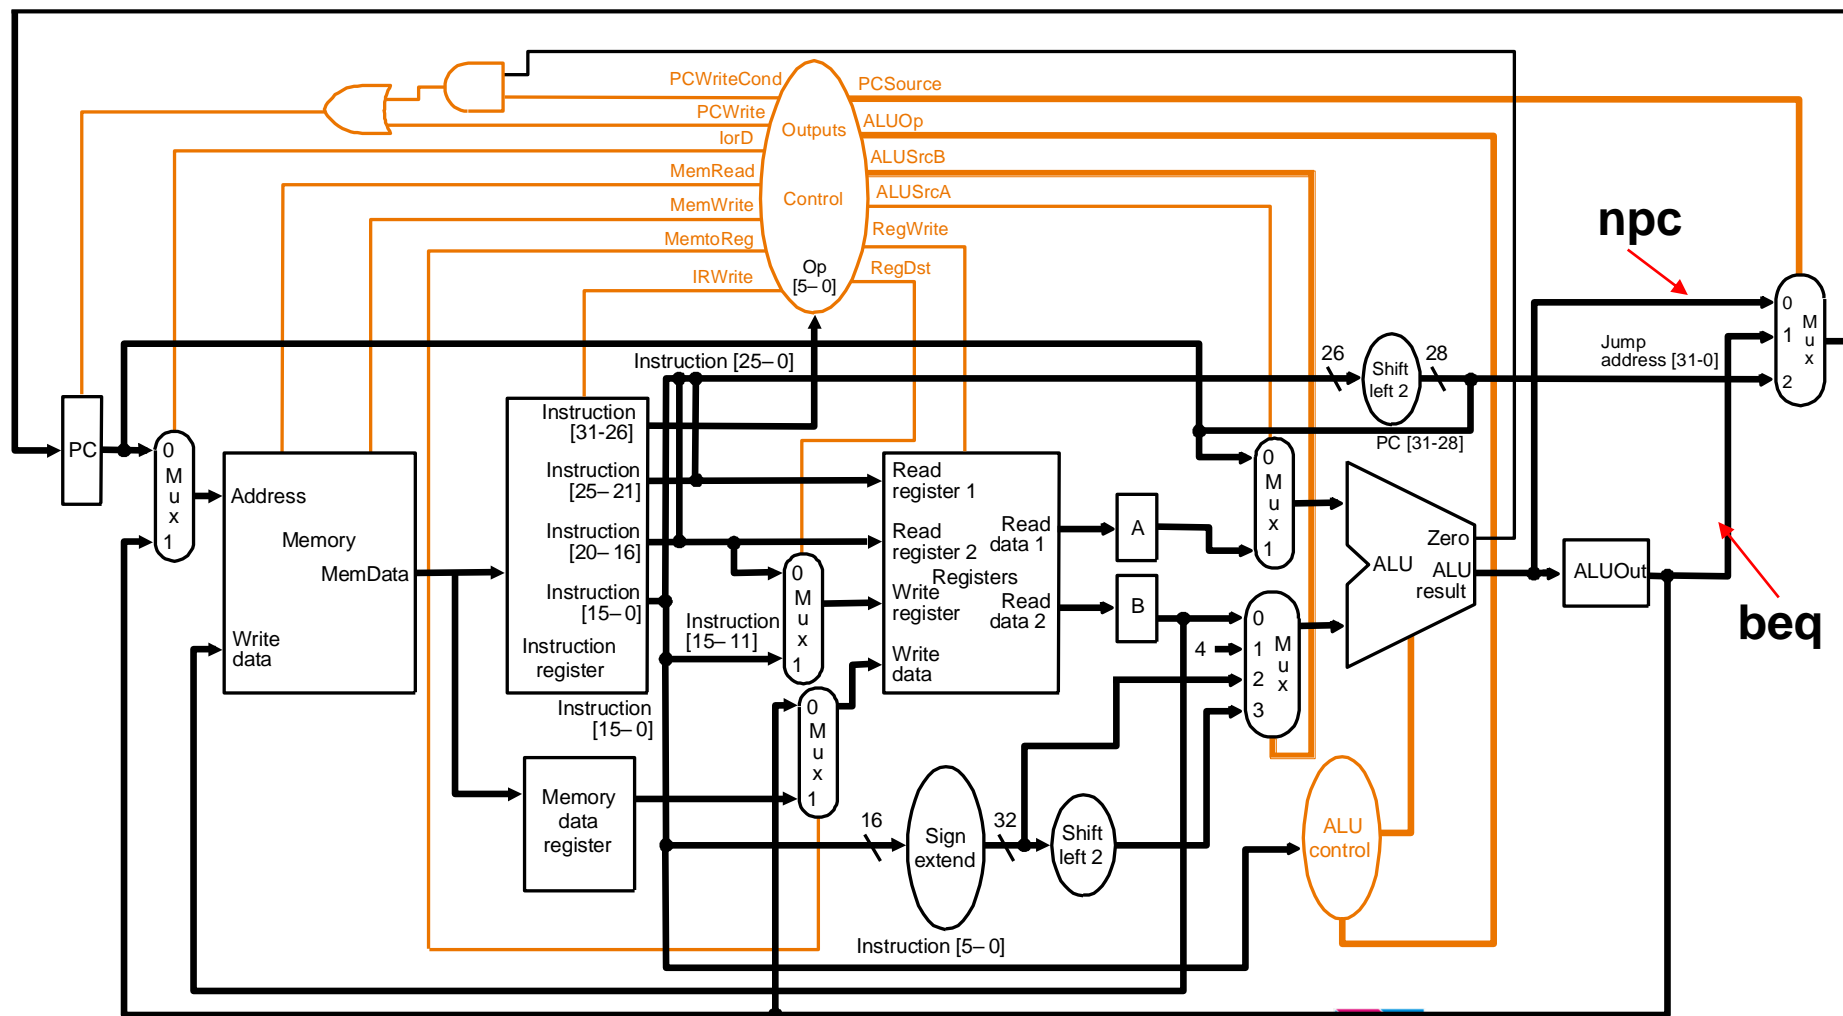 PCWriteCond
PCSource
PCWrite
ALUOp
Outputs
IorD
ALUSrcB
MemRead
ALUSrcA
Control
MemWrite
RegWrite
MemtoReg
Op
[5–0]
RegDst
IRWrite
npc
0
1
2
M
u
x
Instruction [25–0]
26
Shift
left 2
28
Jump
address [31-0]
PC [31-28]
PC
0
M
u
x
1
Address
Memory
MemData
Write
data
Instruction
[31-26]
Instruction
[25–21]
Instruction
[20–16]
Instruction
[15–0]
Instruction
register
Instruction
[15–11]
0
M
u
x
1
Read
register 1
Read
register 2
Registers
Write
register
Write
data
Read
data 1
Read
data 2
A
B
0
M
u
x
1
0
4
1
2
3
M
u
x
Zero
ALU
ALU
result
ALUOut
beq
Instruction
[15–0]
0
M
u
x
1
Memory
data
register
16
Sign
extend
32
Shift
left 2
ALU
control
Instruction [5–0]